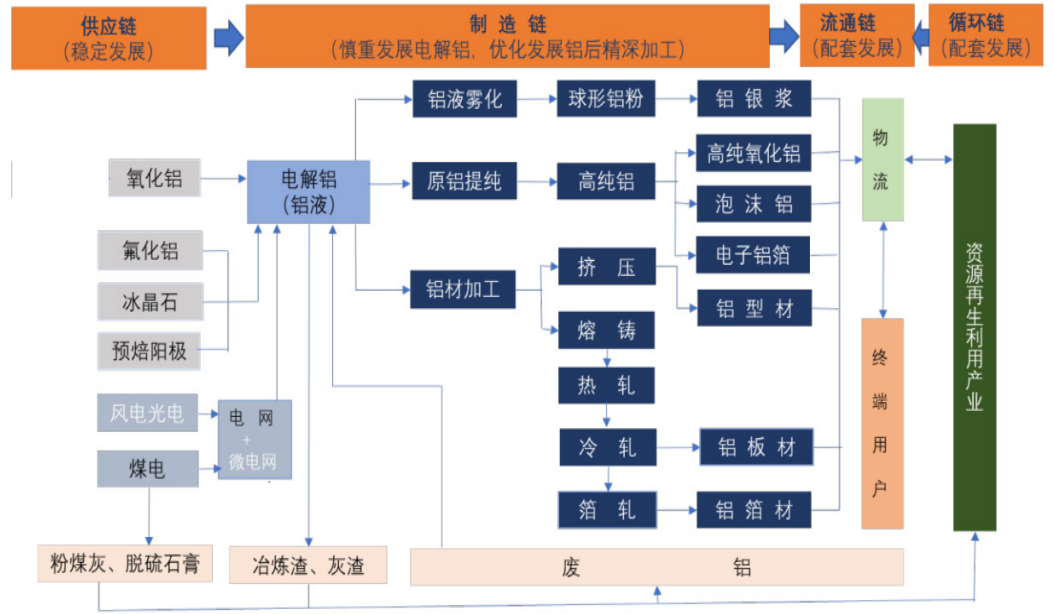 供应链
（稳定发展）
制 造 链
（慎重发展电解铝，优化发展铝后精深加工）
流通链
（配套发展）
循环链
（配套发展）
铝液雾化
球形铝粉
铝 银 浆
氧化铝
电解铝
（铝液）
原铝提纯
高纯铝
高纯氧化铝
泡 沫 铝
电子铝箔
物
流
氟化铝
冰晶石
预焙阳极
铝材加工
挤 压
铝 型 材
熔 铸
热 轧
冷 轧
铝 板 材
箔 轧
铝 箔 材
风电光电
煤电
电 网
+
微电网
终
端
用
户
资源再生利用产业
粉煤灰、脱硫石膏
冶炼渣、灰渣
废 铝